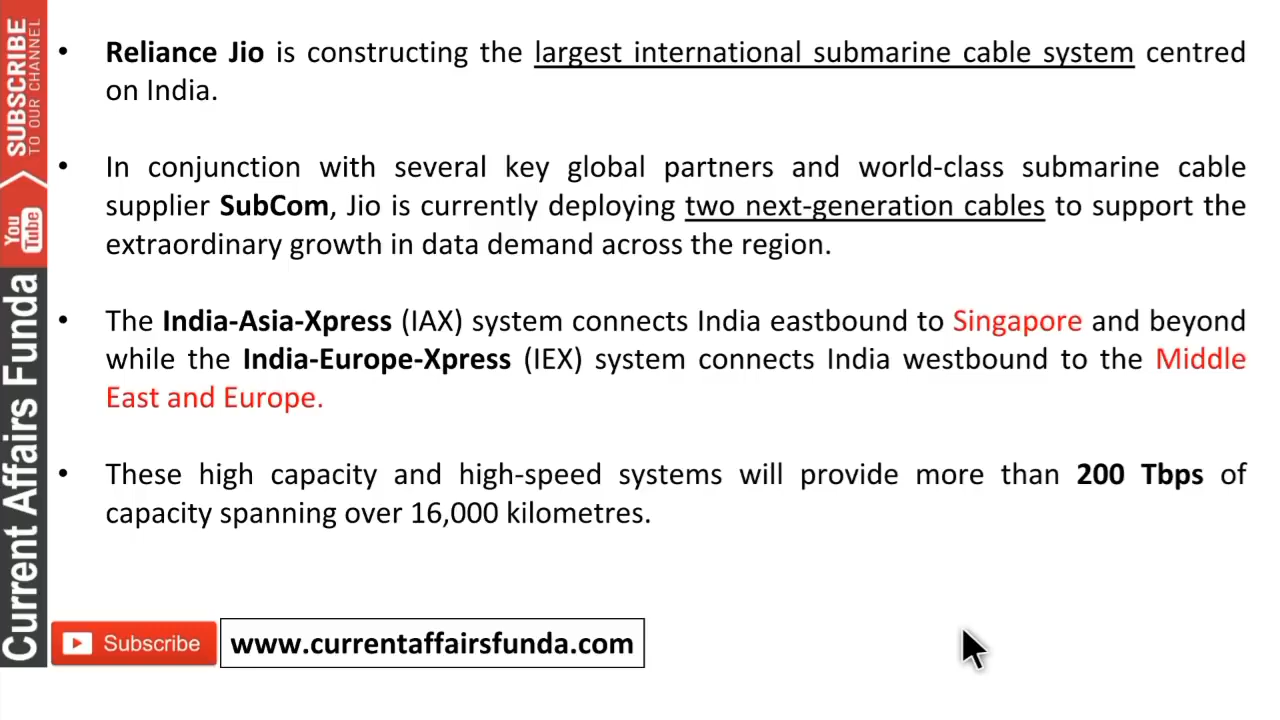 SUBSCRIBE
TO OUR CHANNEL
You
Tube
Current Affairs Funda
• Reliance Jio is constructing the largest international submarine cable system centred
on India.
• In conjunction with several key global partners and world-class submarine cable
supplier SubCom, Jio is currently deploying two next-generation cables to support the
extraordinary growth in data demand across the region.
• The India-Asia-Xpress (IAX) system connects India eastbound to Singapore and beyond
while the India-Europe-Xpress (IEX) system connects India westbound to the Middle
East and Europe.
• These high capacity and high-speed systems will provide more than 200 Tbps of
capacity spanning over 16,000 kilometres.
Subscribe
www.currentaffairsfunda.com